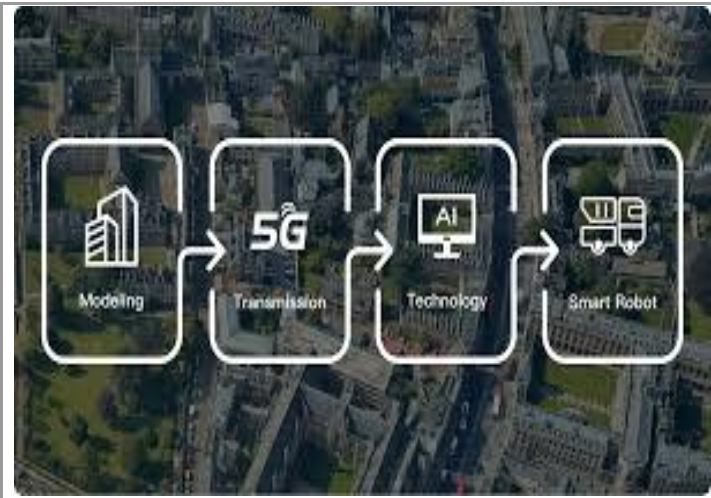 Modeling
5G
Transmission
AI
Technology
Smart Robot